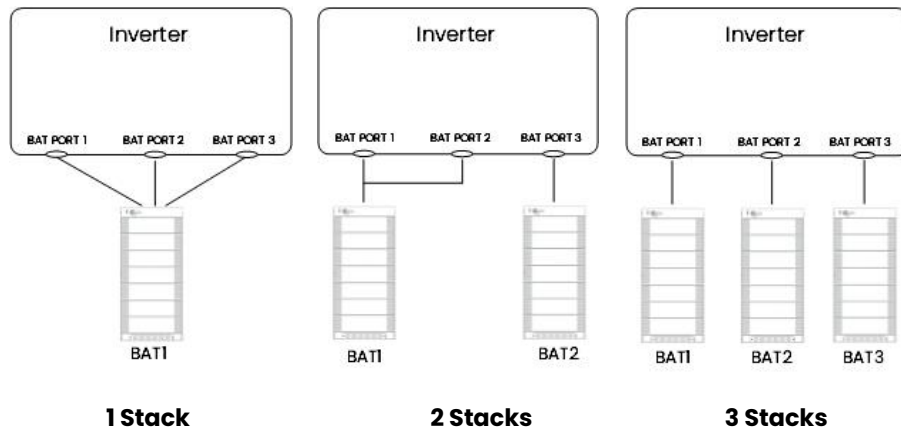 Inverter
BAT PORT 1 BAT PORT 2 BAT PORT 3
BAT1
1 Stack
Inverter
BAT PORT 1 BAT PORT 2 BAT PORT 3
BAT1 BAT2
2 Stacks
Inverter
BAT PORT 1 BAT PORT 2 BAT PORT 3
BAT1 BAT2 BAT3
3 Stacks